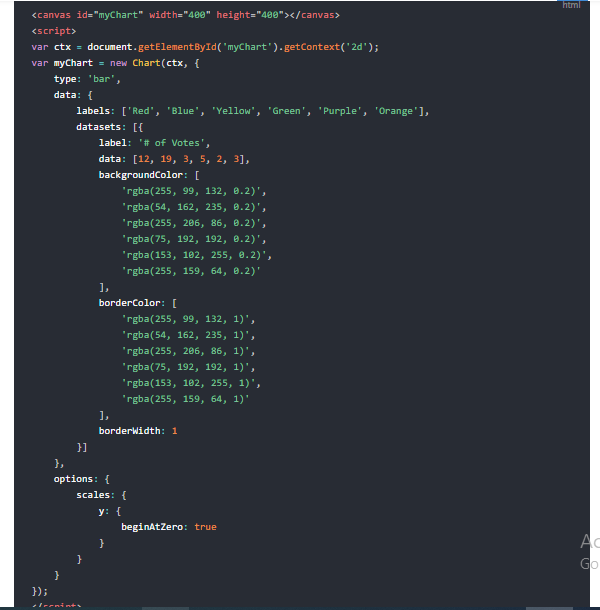 html
<canvas id="myChart" width="400" height="400"></canvas>
<script>
var ctx = document.getElementById('myChart').getContext('2d');
var myChart = new Chart(ctx, {
    type: 'bar',
    data: {
        labels: ['Red', 'Blue', 'Yellow', 'Green', 'Purple', 'Orange'],
        datasets: [{
            label: '# of Votes',
            data: [12, 19, 3, 5, 2, 3],
            backgroundColor: [
                'rgba(255, 99, 132, 0.2)',
                'rgba(54, 162, 235, 0.2)',
                'rgba(255, 206, 86, 0.2)',
                'rgba(75, 192, 192, 0.2)',
                'rgba(153, 102, 255, 0.2)',
                'rgba(255, 159, 64, 0.2)'
            ],
            borderColor: [
                'rgba(255, 99, 132, 1)',
                'rgba(54, 162, 235, 1)',
                'rgba(255, 206, 86, 1)',
                'rgba(75, 192, 192, 1)',
                'rgba(153, 102, 255, 1)',
                'rgba(255, 159, 64, 1)'
            ],
            borderWidth: 1
        }]
    },
    options: {
        scales: {
            y: {
                beginAtZero: true
            }
        }
    }
});
</script>
Go